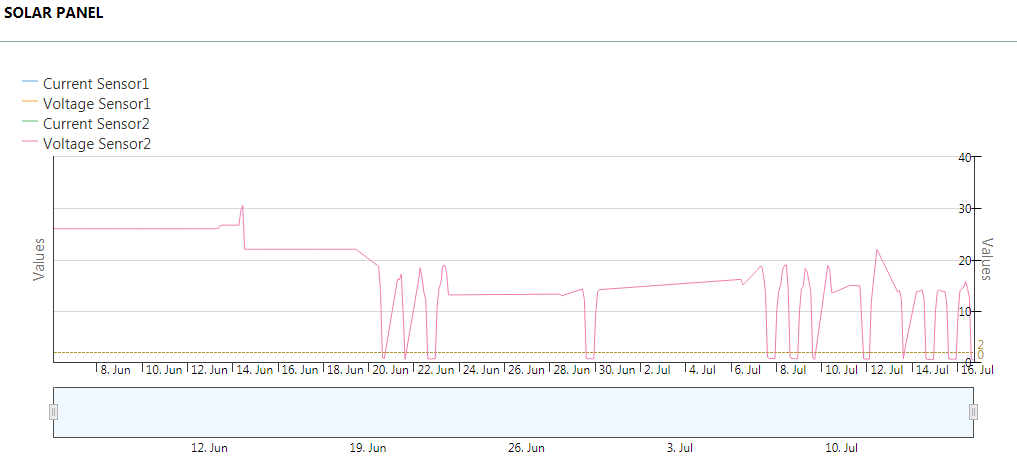 SOLAR PANEL
Current Sensor1
Voltage Sensor1
Current Sensor2
Voltage Sensor2
40
30
20
10
0
Values
Values
2
0
8. Jun 10. Jun 12. Jun 14. Jun 16. Jun 18. Jun 20. Jun 22. Jun 24. Jun 26. Jun 28. Jun 30. Jun 2. Jul 4. Jul 6. Jul 8. Jul 10. Jul 12. Jul 14. Jul 16. Jul
12. Jun 19. Jun 26. Jun 3. Jul 10. Jul